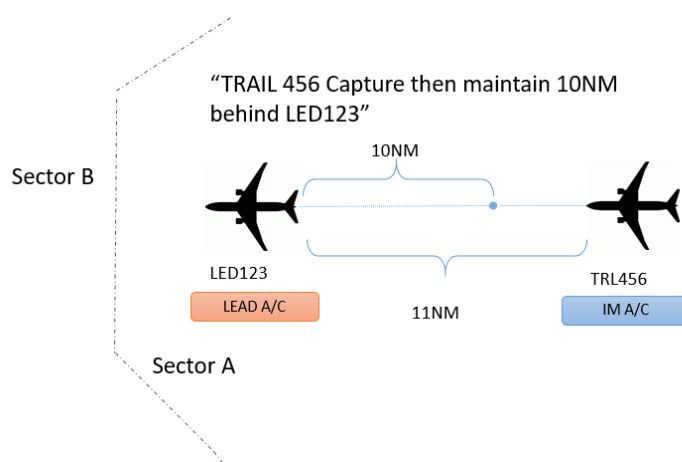 “TRAIL 456 Capture then maintain 10NM
behind LED123”
10NM
Sector B
LED123
TRL456
LEAD A/C
IM A/C
11NM
Sector A